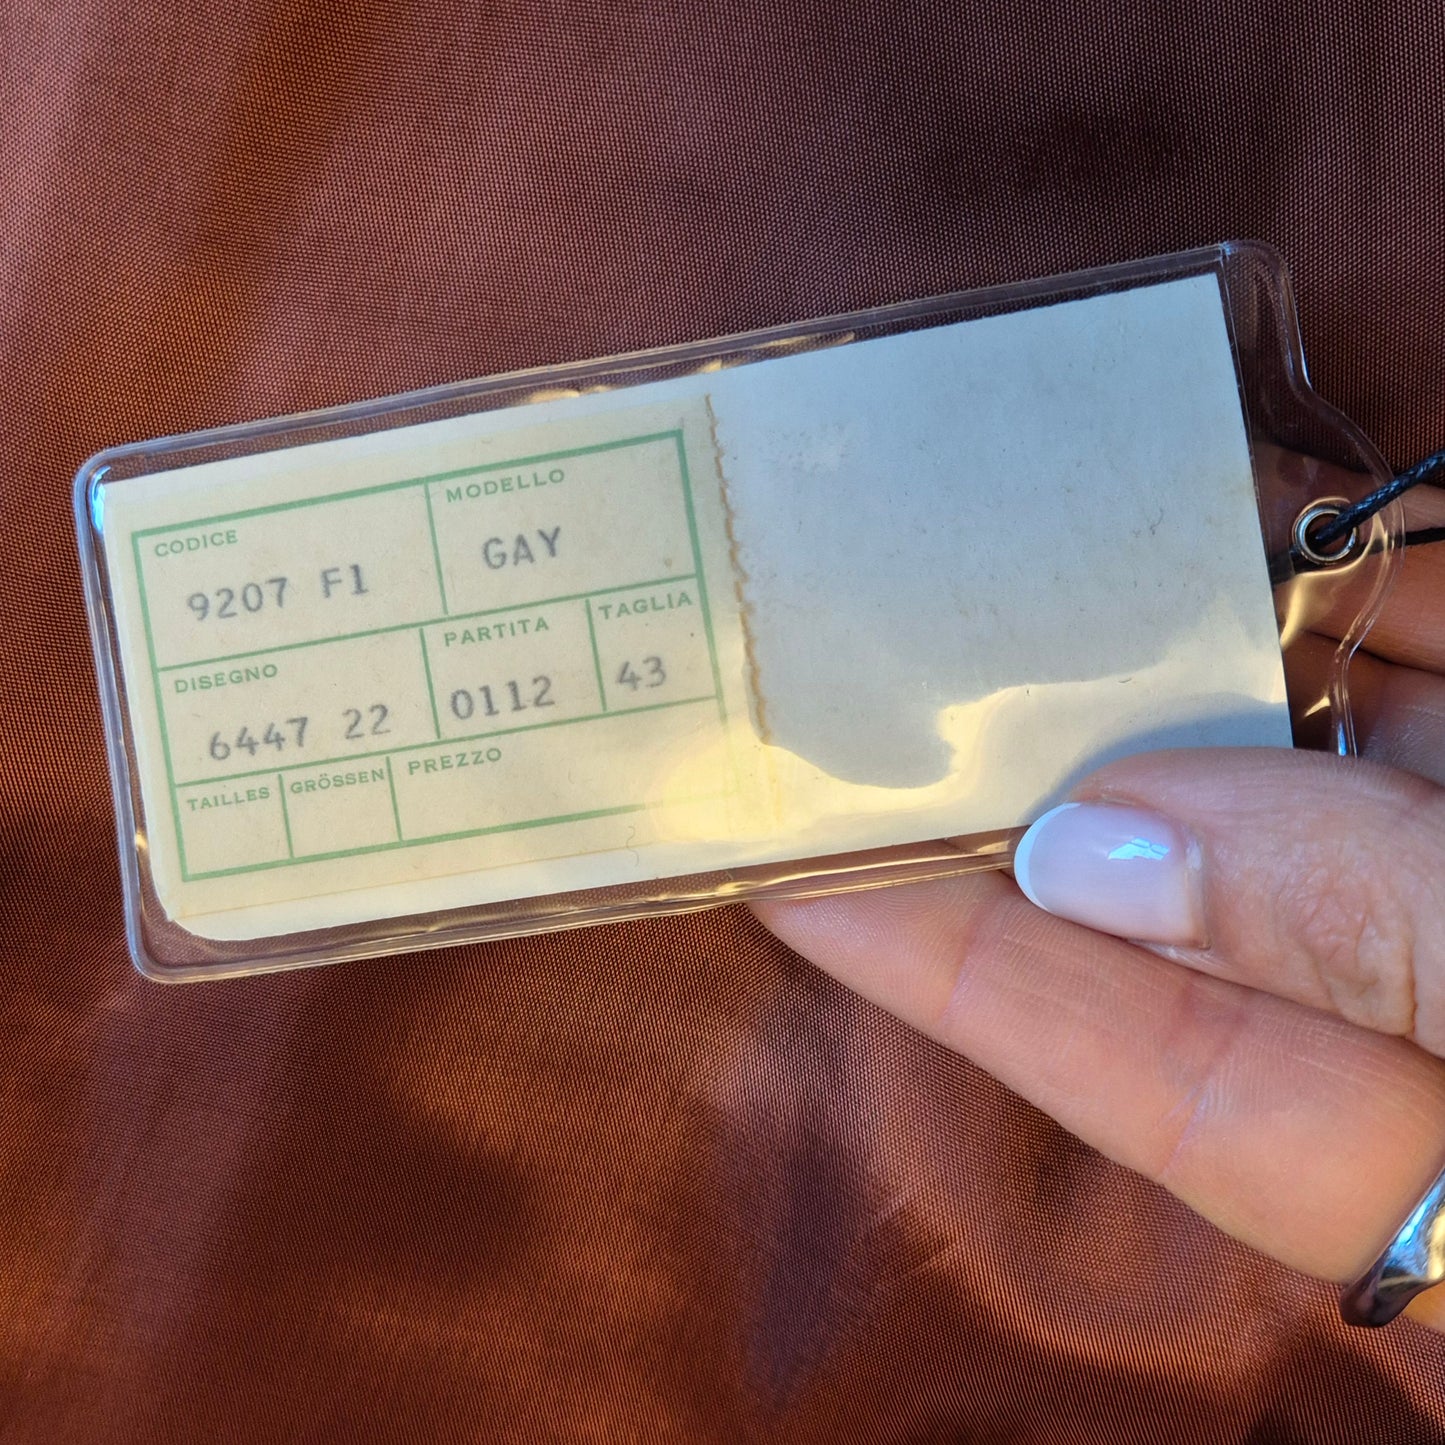 CODICE MODELLO
9207 F1 GAY
DISEGNO PARTITA TAGLIA
6447 22 0112 43
TAILLES GRÖSSEN PREZZO